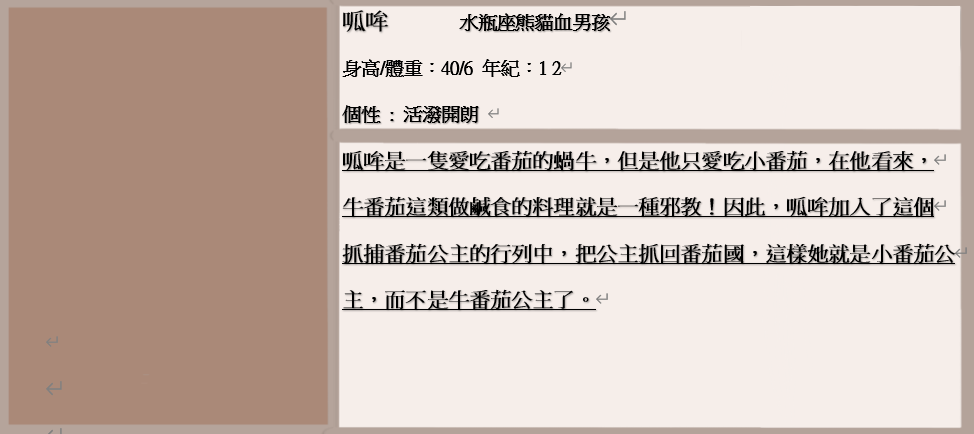 呱哞 水瓶座熊貓血男孩
身高/體重：40/6 年紀：1 2
個性 : 活潑開朗
呱哞是一隻愛吃番茄的蝸牛，但是他只愛吃小番茄，在他看來，
牛番茄這類做鹹食的料理就是一種邪教！因此，呱哞加入了這個
抓捕番茄公主的行列中，把公主抓回番茄國，這樣她就是小番茄公
主，而不是牛番茄公主了。